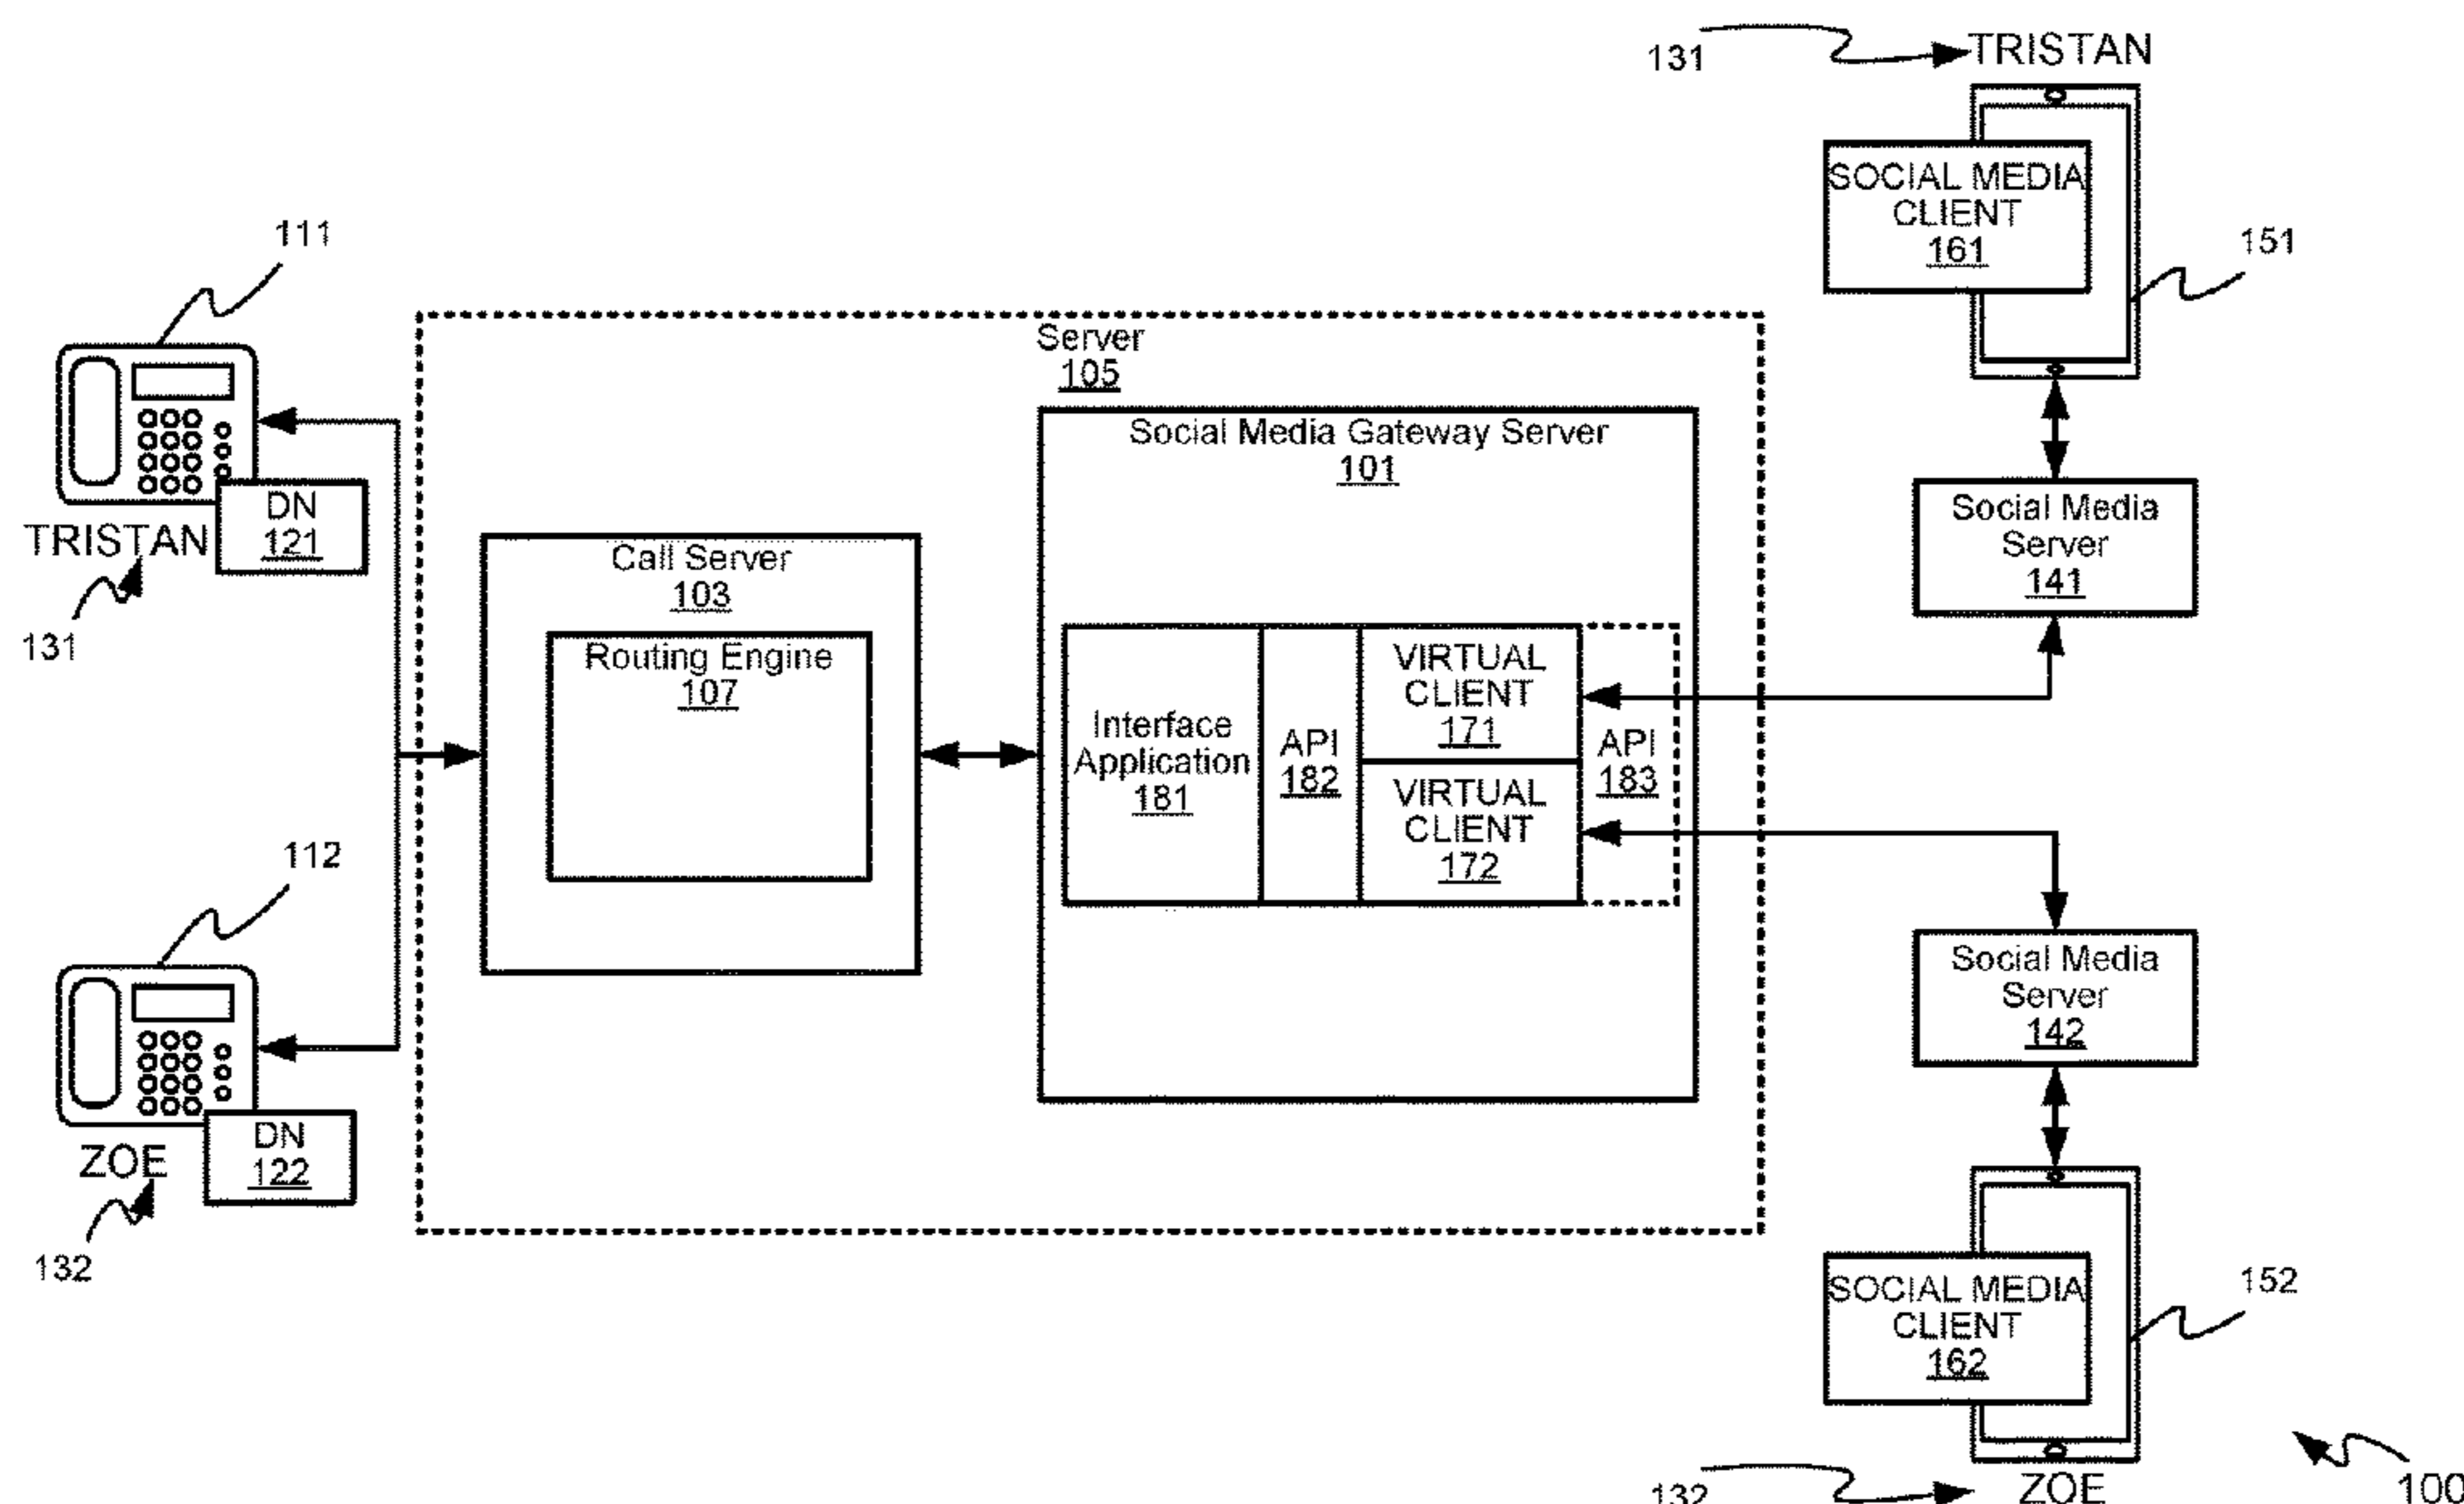 131
TRISTAN
SOCIAL MEDIA
CLIENT
161
151
111
Server
105
Social Media Gateway Server
101
DN
121
TRISTAN
131
Call Server
103
Routing Engine
107
Interface
Application
181
API
182
VIRTUAL
CLIENT
171
VIRTUAL
CLIENT
172
API
183
Social Media
Server
141
112
DN
122
ZOE
132
Social Media
Server
142
SOCIAL MEDIA
CLIENT
162
152
132
ZOE
100